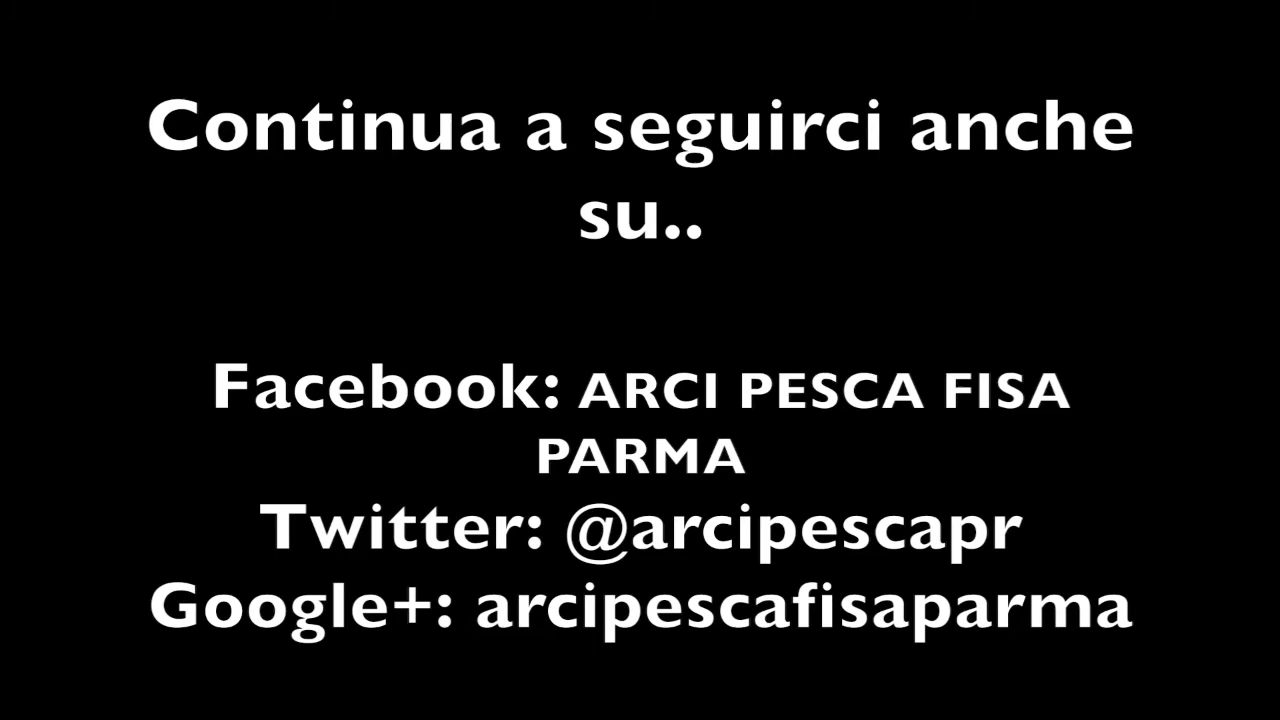 Continua a seguirci anche
su..
Facebook: ARCI PESCA FISA
PARMA
Twitter: @arcipescapr
Google+: arcipescafisaparma